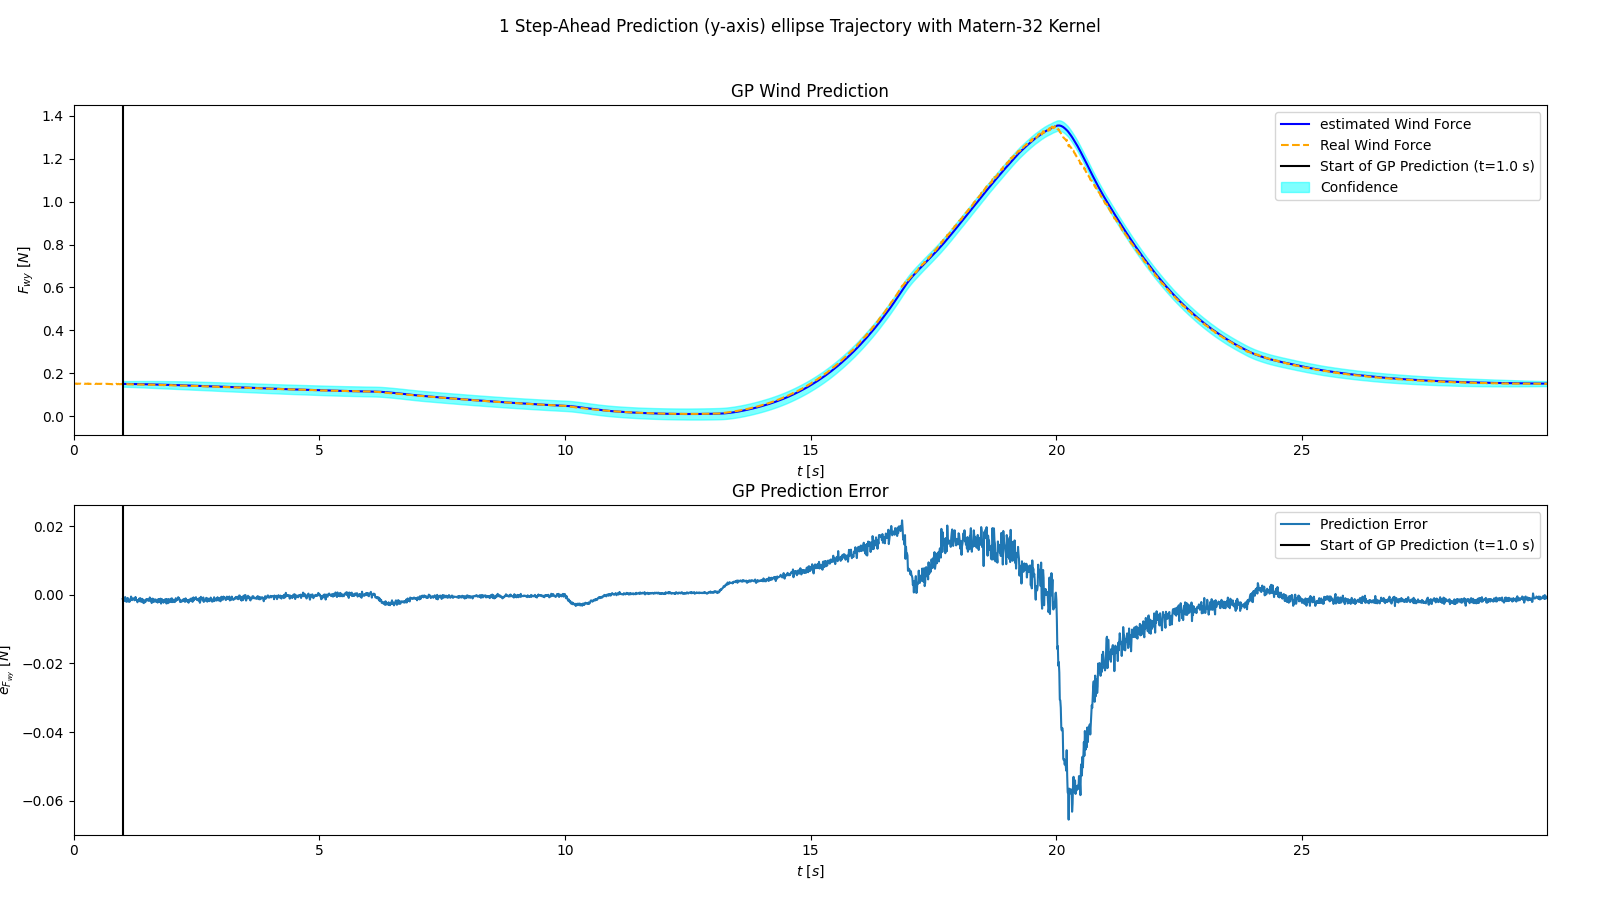 1 Step-Ahead Prediction (y-axis) ellipse Trajectory with Matern-32 Kernel
GP Wind Prediction
1.4
1.2
1.0
0.8
0.6
0.4
0.2
0.0
F_wy [N]
estimated Wind Force
Real Wind Force
Start of GP Prediction (t=1.0 s)
Confidence
0 5 10 15 20 25
t [s]
GP Prediction Error
0.02
0.00
−0.02
−0.04
−0.06
e_F_wy [N]
Prediction Error
Start of GP Prediction (t=1.0 s)
0 5 10 15 20 25
t [s]